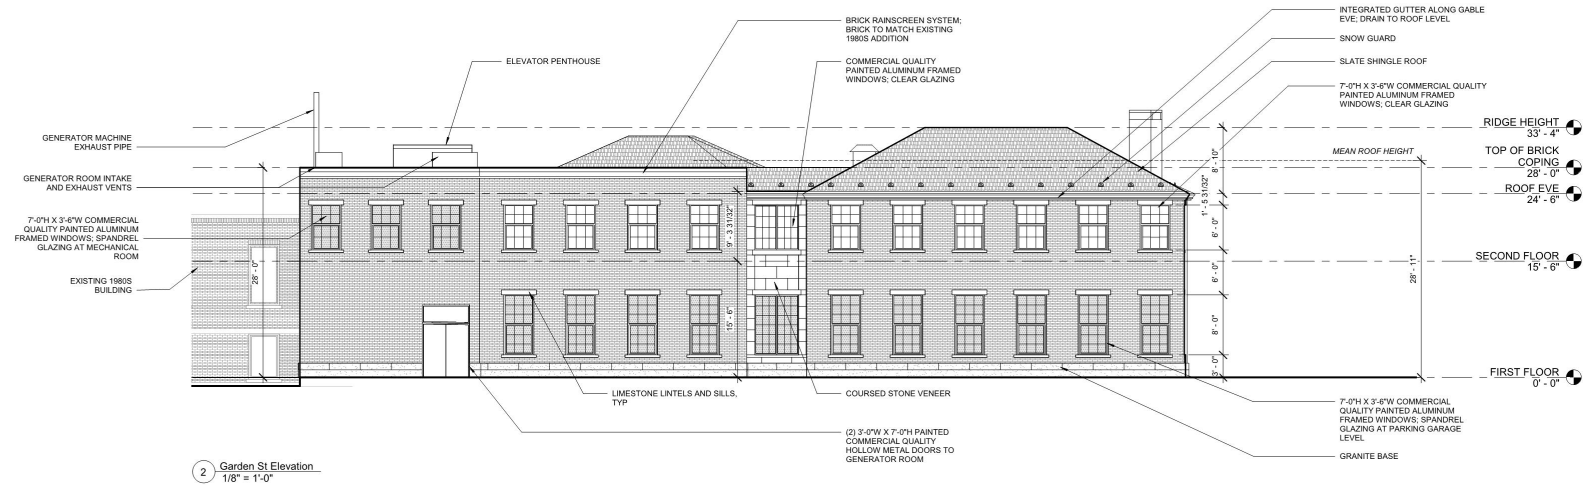 INTEGRATED GUTTER ALONG GABLE
EVE; DRAIN TO ROOF LEVEL
SNOW GUARD
SLATE SHINGLE ROOF
7'-0"H X 3'-6"W COMMERCIAL QUALITY
PAINTED ALUMINUM FRAMED
WINDOWS; CLEAR GLAZING
BRICK RAINSCREEN SYSTEM;
BRICK TO MATCH EXISTING
1980S ADDITION
COMMERCIAL QUALITY
PAINTED ALUMINUM FRAMED
WINDOWS; CLEAR GLAZING
ELEVATOR PENTHOUSE
GENERATOR MACHINE
EXHAUST PIPE
GENERATOR ROOM INTAKE
AND EXHAUST VENTS
7'-0"H X 3'-6"W COMMERCIAL
QUALITY PAINTED ALUMINUM
FRAMED WINDOWS; SPANDREL
GLAZING AT MECHANICAL
ROOM
EXISTING 1980S
BUILDING
28' - 0"
9' - 3 31/32"
15' - 6"
8' - 10"
1' - 5 31/32"
6' - 0"
6' - 0"
8' - 0"
3' - 0"
28' - 11"
MEAN ROOF HEIGHT
RIDGE HEIGHT
33' - 4"
TOP OF BRICK
COPING
28' - 0"
ROOF EVE
24' - 6"
SECOND FLOOR
15' - 6"
FIRST FLOOR
0' - 0"
LIMESTONE LINTELS AND SILLS,
TYP
COURSED STONE VENEER
(2) 3'-0"W X 7'-0"H PAINTED
COMMERCIAL QUALITY
HOLLOW METAL DOORS TO
GENERATOR ROOM
7'-0"H X 3'-6"W COMMERCIAL
QUALITY PAINTED ALUMINUM
FRAMED WINDOWS; SPANDREL
GLAZING AT PARKING GARAGE
LEVEL
GRANITE BASE
2 Garden St Elevation
1/8" = 1'-0"